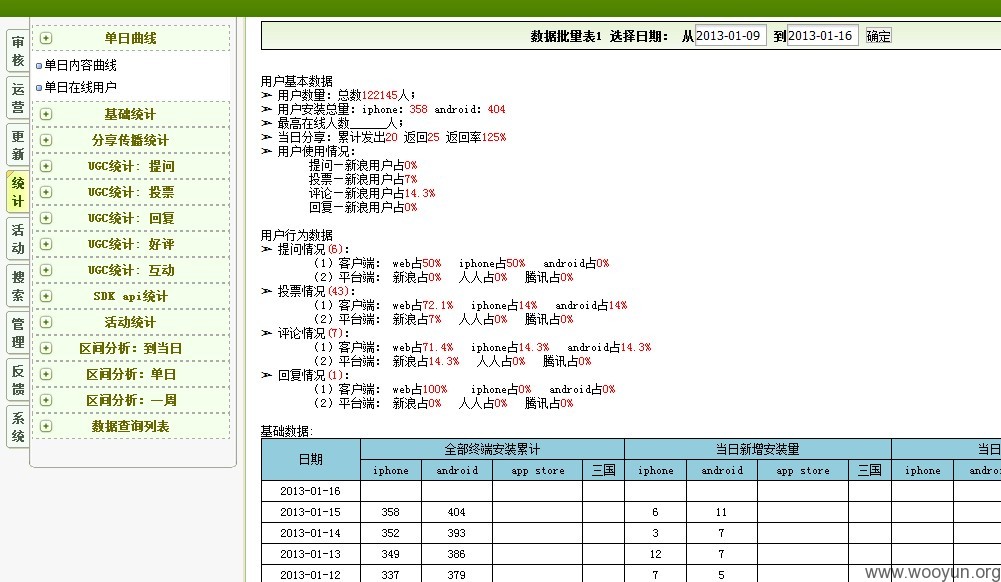 数据批量表1 选择日期： 从 2013-01-09 到 2013-01-16 确定
审核
运营
更新
统计
活动
搜索
管理
反馈
系统
单日曲线
单日内容曲线
单日在线用户
基础统计
分享传播统计
UGC统计: 提问
UGC统计: 投票
UGC统计: 回复
UGC统计: 好评
UGC统计: 互动
SDK api统计
活动统计
区间分析：到当日
区间分析：单日
区间分析：一周
数据查询列表
用户基本数据
➢ 用户数量：总数122145人；
➢ 用户安装总量：iphone：358 android：404
➢ 最高在线人数______人；
➢ 当日分享：累计发出20 返回25 返回率125%
➢ 用户使用情况：
提问—新浪用户占0%
投票—新浪用户占7%
评论—新浪用户占14.3%
回复—新浪用户占0%
用户行为数据
➢ 提问情况(6)：
（1）客户端： web占50% iphone占50% android占0%
（2）平台端： 新浪占0% 人人占0% 腾讯占0%
➢ 投票情况(43)：
（1）客户端： web占72.1% iphone占14% android占14%
（2）平台端： 新浪占7% 人人占0% 腾讯占0%
➢ 评论情况(7)：
（1）客户端： web占71.4% iphone占14.3% android占14.3%
（2）平台端： 新浪占14.3% 人人占0% 腾讯占0%
➢ 回复情况(1)：
（1）客户端： web占100% iphone占0% android占0%
（2）平台端： 新浪占0% 人人占0% 腾讯占0%
基础数据：
日期 全部终端安装累计 当日新增安装量 当日
iphone android app store 三国 iphone android app store 三国 iphone andro
2013-01-16
2013-01-15 358 404 6 11
2013-01-14 352 393 3 7
2013-01-13 349 386 12 7
2013-01-12 337 379 7 5
www.wooyun.org